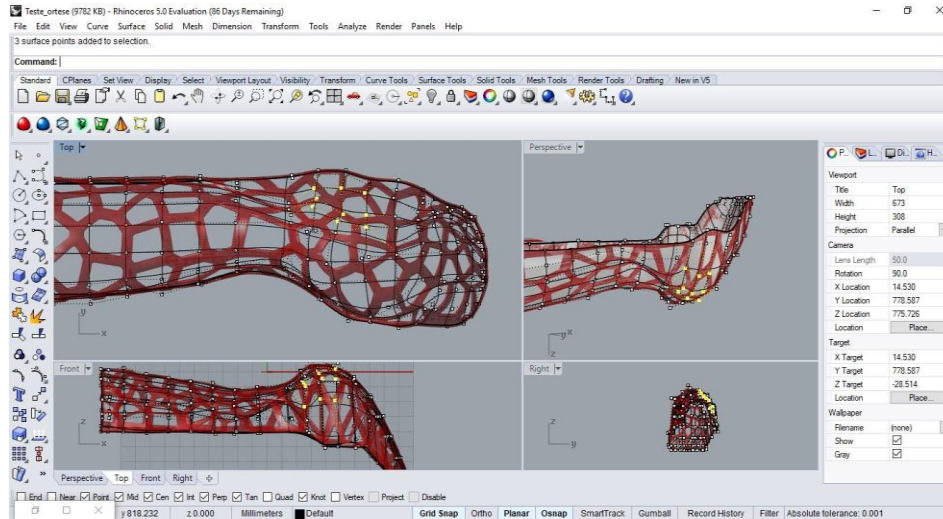 Teste_ortese (9782 KB) - Rhinoceros 5.0 Evaluation (86 Days Remaining)
File Edit View Curve Surface Solid Mesh Dimension Transform Tools Analyze Render Panels Help
3 surface points added to selection.
Command:
Standard CPlanes Set View Display Select Viewport Layout Visibility Transform Curve Tools Surface Tools Solid Tools Mesh Tools Render Tools Drafting New in V5
Top
Perspective
P... L... Di... H...
Viewport
Title Top
Width 673
Height 308
Projection Parallel
Camera
Lens Length 50.0
Rotation 90.0
X Location 14.530
Y Location 778.587
Z Location 775.726
Location Place...
Target
X Target 14.530
Y Target 778.587
Z Target -28.514
Location Place...
Wallpaper
Filename (none)
Show
Gray
y
x
z
y x
Front
Right
z
x
z
y
Perspective Top Front Right
End Near Point Mid Cen Int Perp Tan Quad Knot Vertex Project Disable
y 818.232 z 0.000 Millimeters Default Grid Snap Ortho Planar Osnap SmartTrack Gumball Record History Filter Absolute tolerance: 0.001